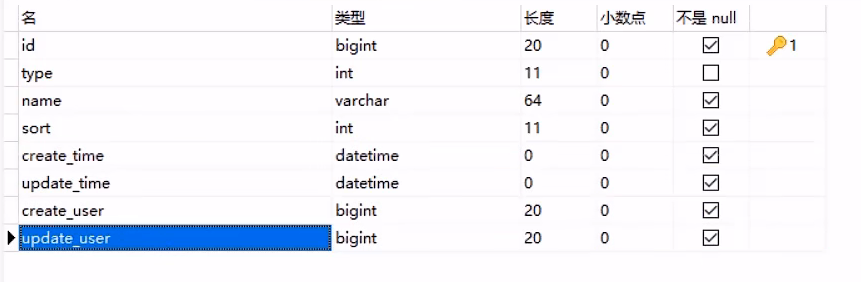 名 类型 长度 小数点 不是 null
id bigint 20 0 1
type int 11 0
name varchar 64 0
sort int 11 0
create_time datetime 0 0
update_time datetime 0 0
create_user bigint 20 0
update_user bigint 20 0